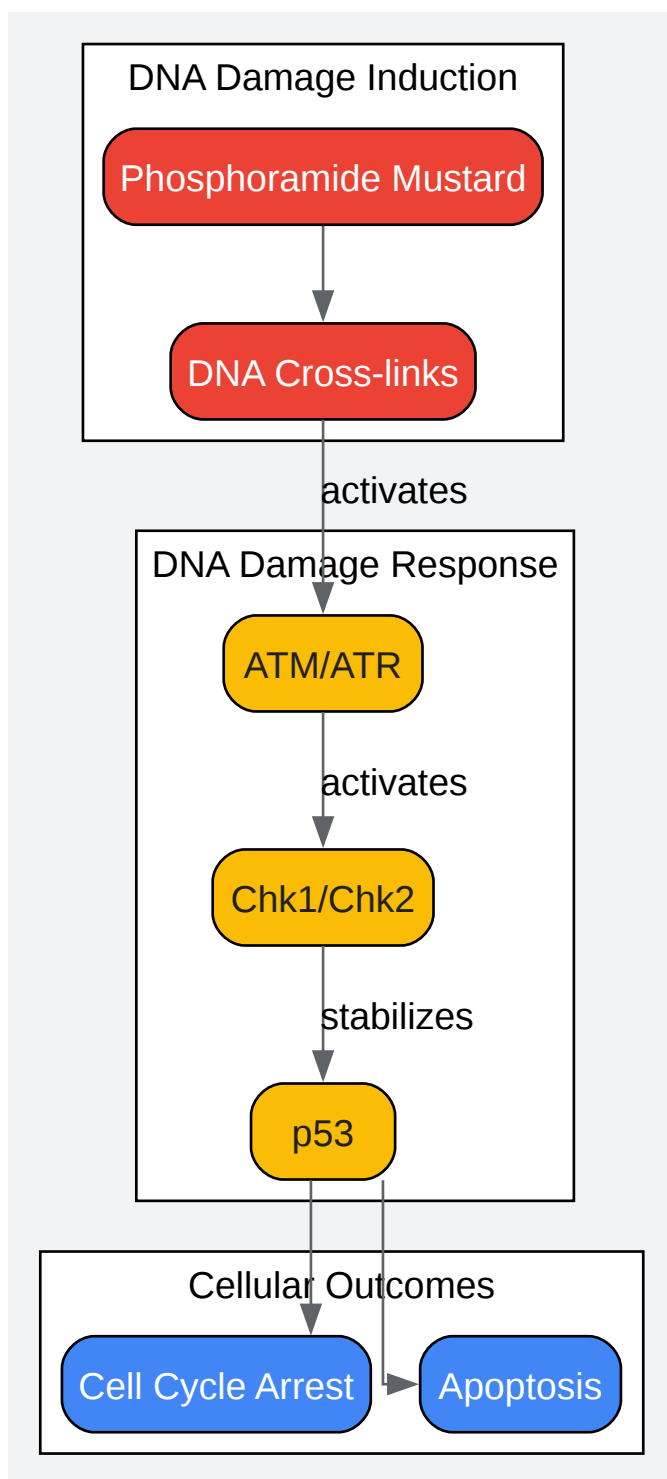 DNA Damage Induction
Phosphoramide Mustard
DNA Cross-links
activates
DNA Damage Response
ATM/ATR
activates
Chk1/Chk2
stabilizes
p53
Cellular Outcomes
Cell Cycle Arrest
Apoptosis